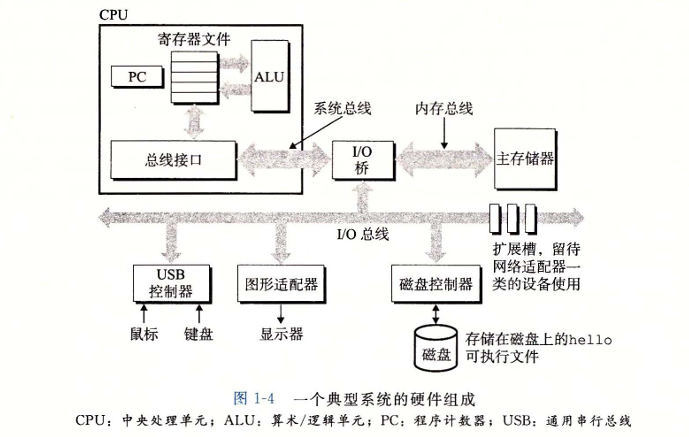 CPU
寄存器文件
PC
ALU
系统总线
内存总线
总线接口
I/O
桥
主存储器
I/O 总线
扩展槽，留待
网络适配器一
类的设备使用
USB
控制器
图形适配器
磁盘控制器
鼠标
键盘
显示器
磁盘
存储在磁盘上的hello
可执行文件
图 1-4 一个典型系统的硬件组成
CPU：中央处理单元；ALU：算术/逻辑单元；PC：程序计数器；USB：通用串行总线